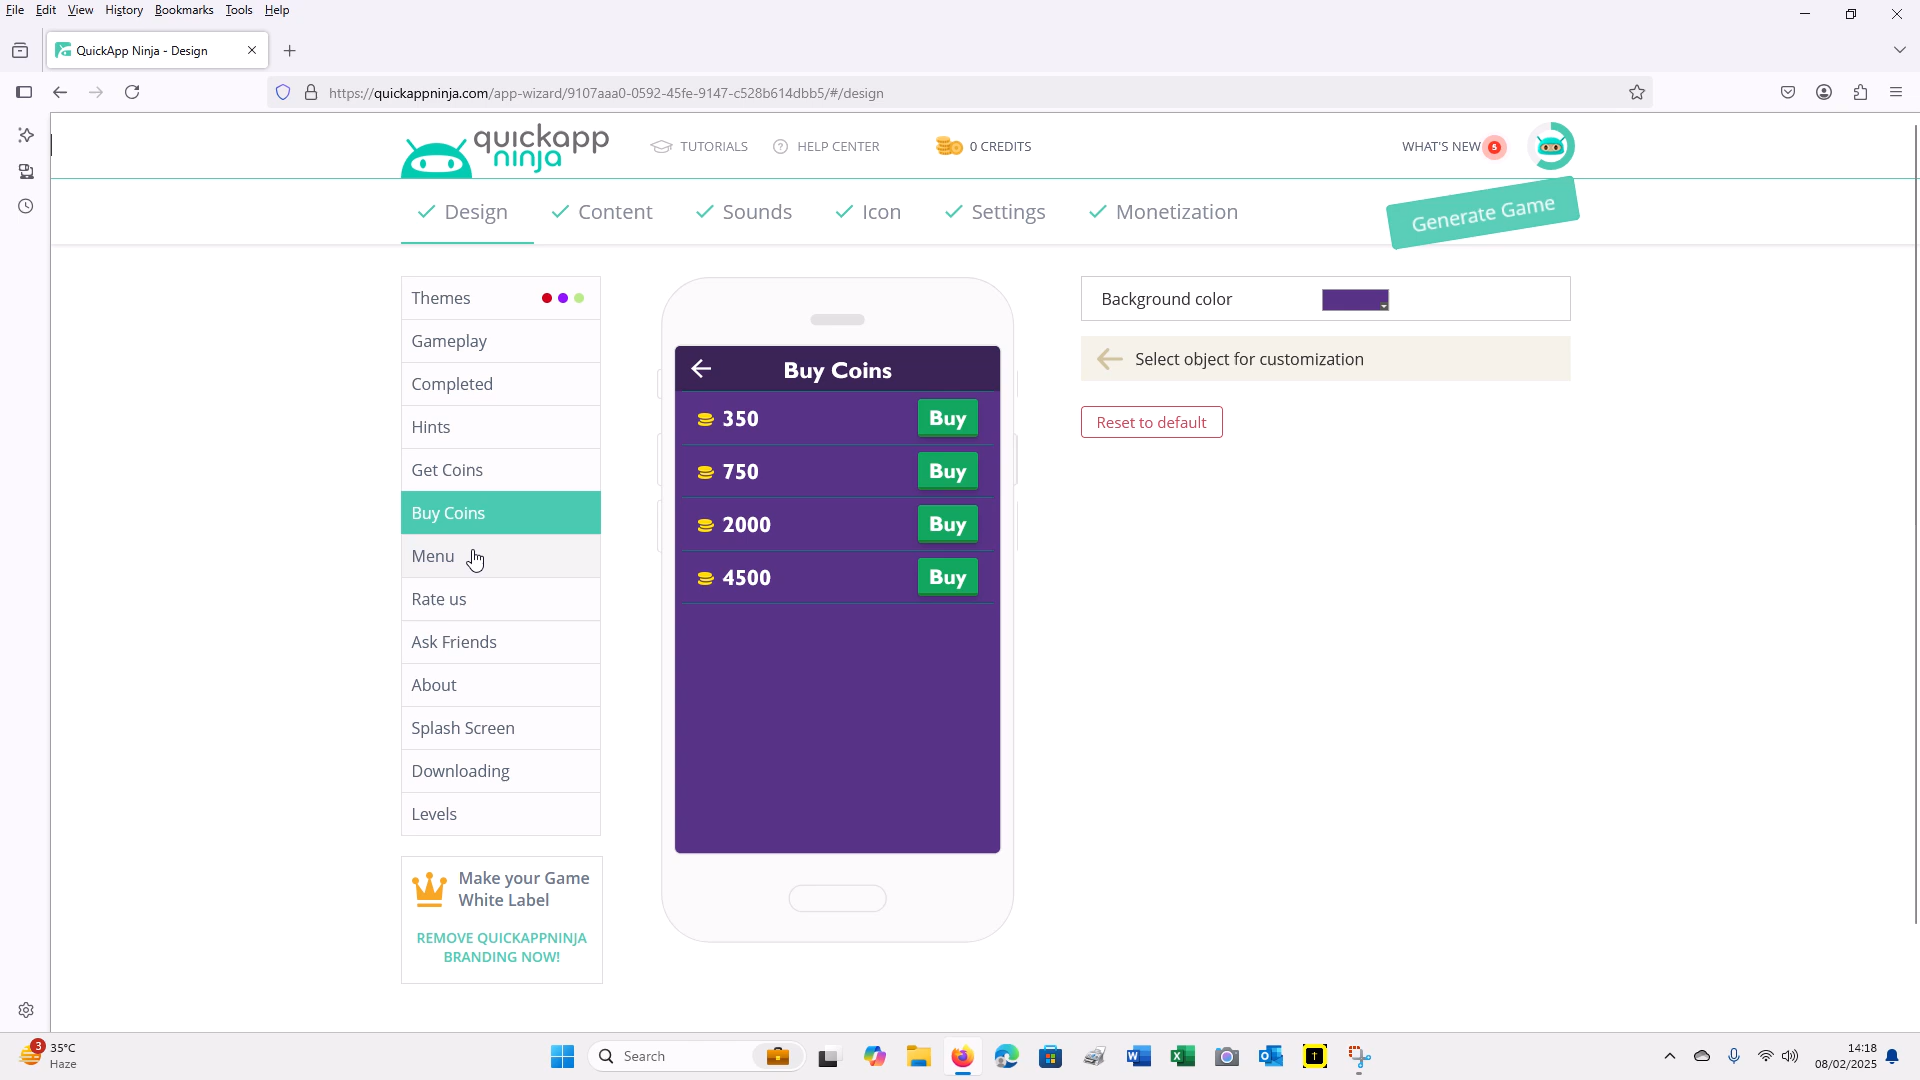 File Edit View History Bookmarks Tools Help
QuickApp Ninja - Design
https://quickappninja.com/app-wizard/9107aaa0-0592-45fe-9147-c528b614dbb5/#/design
quickapp
ninja
TUTORIALS
HELP CENTER
0 CREDITS
WHAT'S NEW
5
Design
Content
Sounds
Icon
Settings
Monetization
Generate Game
Themes
Gameplay
Completed
Hints
Get Coins
Buy Coins
Menu
Rate us
Ask Friends
About
Splash Screen
Downloading
Levels
Make your Game
White Label
REMOVE QUICKAPPNINJA
BRANDING NOW!
Buy Coins
350 Buy
750 Buy
2000 Buy
4500 Buy
Background color
Select object for customization
Reset to default
3
35°C
Haze
Search
14:18
08/02/2025